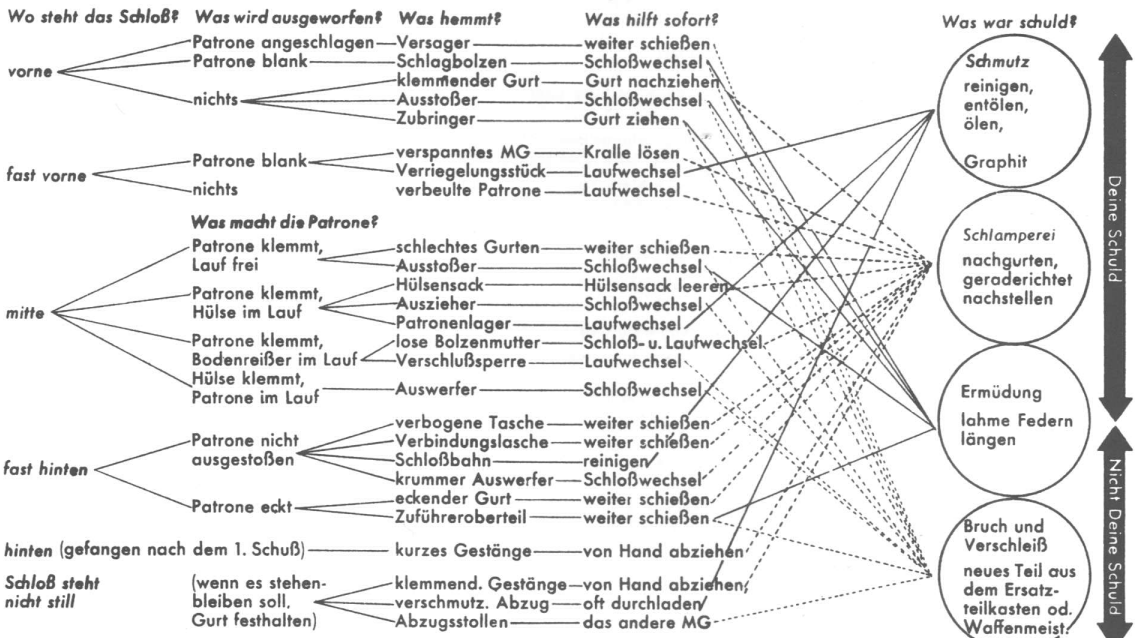 Wo steht das Schloß? Was wird ausgeworfen? Was hemmt? Was hilft sofort? Was war schuld?
vorne
Patrone angeschlagen Versager weiter schießen
Patrone blank Schlagbolzen Schloßwechsel
nichts
klemmender Gurt Gurt nachziehen
Ausstoßer Schloßwechsel
Zubringer Gurt ziehen
fast vorne
Patrone blank
verspanntes MG Kralle lösen
Verriegelungsstück Laufwechsel
nichts verbeulte Patrone Laufwechsel
Was macht die Patrone?
mitte
Patrone klemmt,
Lauf frei
schlechtes Gurten weiter schießen
Ausstoßer Schloßwechsel
Patrone klemmt,
Hülse im Lauf
Hülsensack Hülsensack leeren
Auszieher Schloßwechsel
Patronenlager Laufwechsel
Patrone klemmt,
Bodenreißer im Lauf
lose Bolzenmutter Schloß- u. Laufwechsel
Verschlußsperre Laufwechsel
Hülse klemmt,
Patrone im Lauf
Auswerfer Schloßwechsel
fast hinten
Patrone nicht
ausgestoßen
verbogene Tasche weiter schießen
Verbindungslasche weiter schießen
Schloßbahn reinigen
krummer Auswerfer Schloßwechsel
Patrone eckt
eckender Gurt weiter schießen
Zuführeroberteil weiter schießen
hinten (gefangen nach dem 1. Schuß) kurzes Gestänge von Hand abziehen
Schloß steht
nicht still
(wenn es stehen-
bleiben soll,
Gurt festhalten)
klemmend. Gestänge von Hand abziehen,
verschmutz. Abzug oft durchladen
Abzugsstollen das andere MG
Schmutz
reinigen,
entölen,
ölen,
Graphit
Schlamperei
nachgurten,
geraderichtet
nachstellen
Ermüdung
lahme Federn
längen
Bruch und
Verschleiß
neues Teil aus
dem Ersatz-
teilkasten od.
Waffenmeist.
Deine Schuld
Nicht Deine Schuld